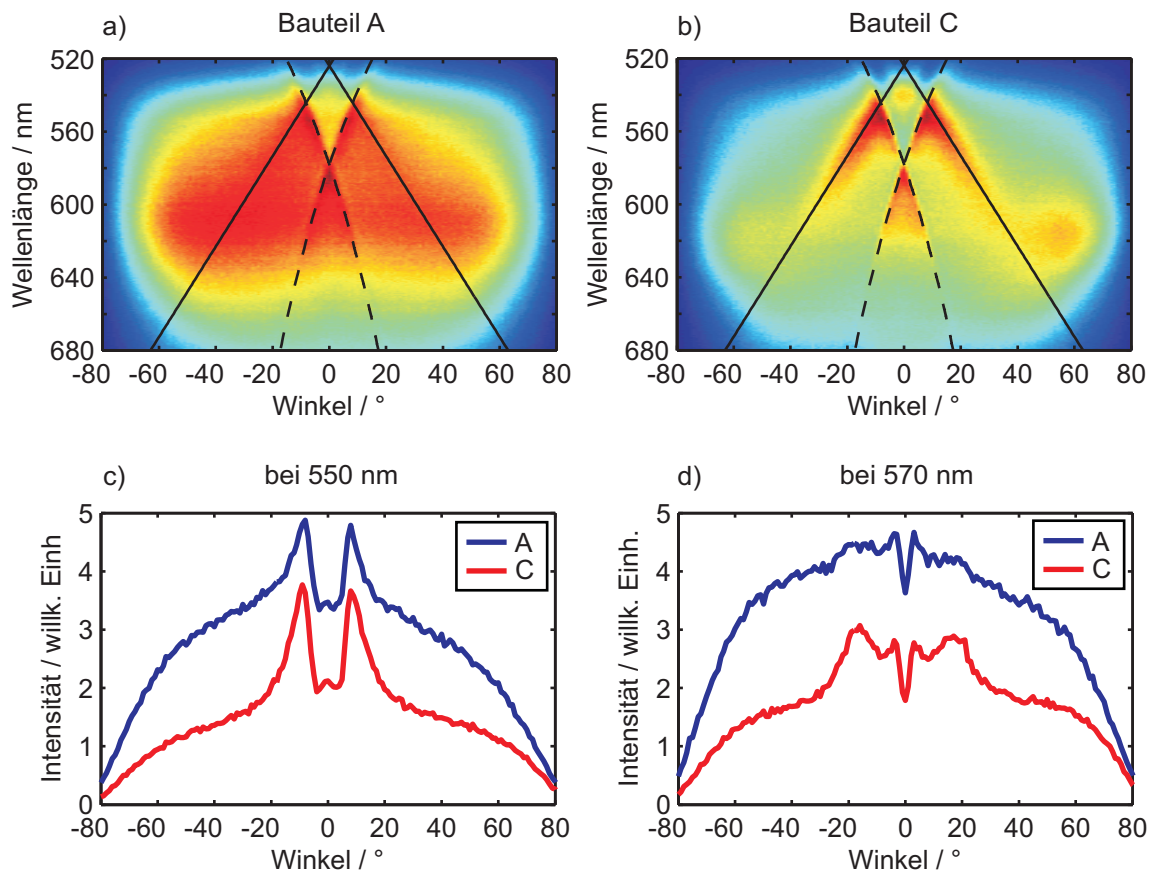 a) Bauteil A
b) Bauteil C
Wellenlänge / nm
520
560
600
640
680
-80 -60 -40 -20 0 20 40 60 80
Winkel / °
Wellenlänge / nm
520
560
600
640
680
-80 -60 -40 -20 0 20 40 60 80
Winkel / °
c) bei 550 nm
Intensität / willk. Einh
5
4
3
2
1
0
A
C
-80 -60 -40 -20 0 20 40 60 80
Winkel / °
d) bei 570 nm
Intensität / willk. Einh.
5
4
3
2
1
0
A
C
-80 -60 -40 -20 0 20 40 60 80
Winkel / °